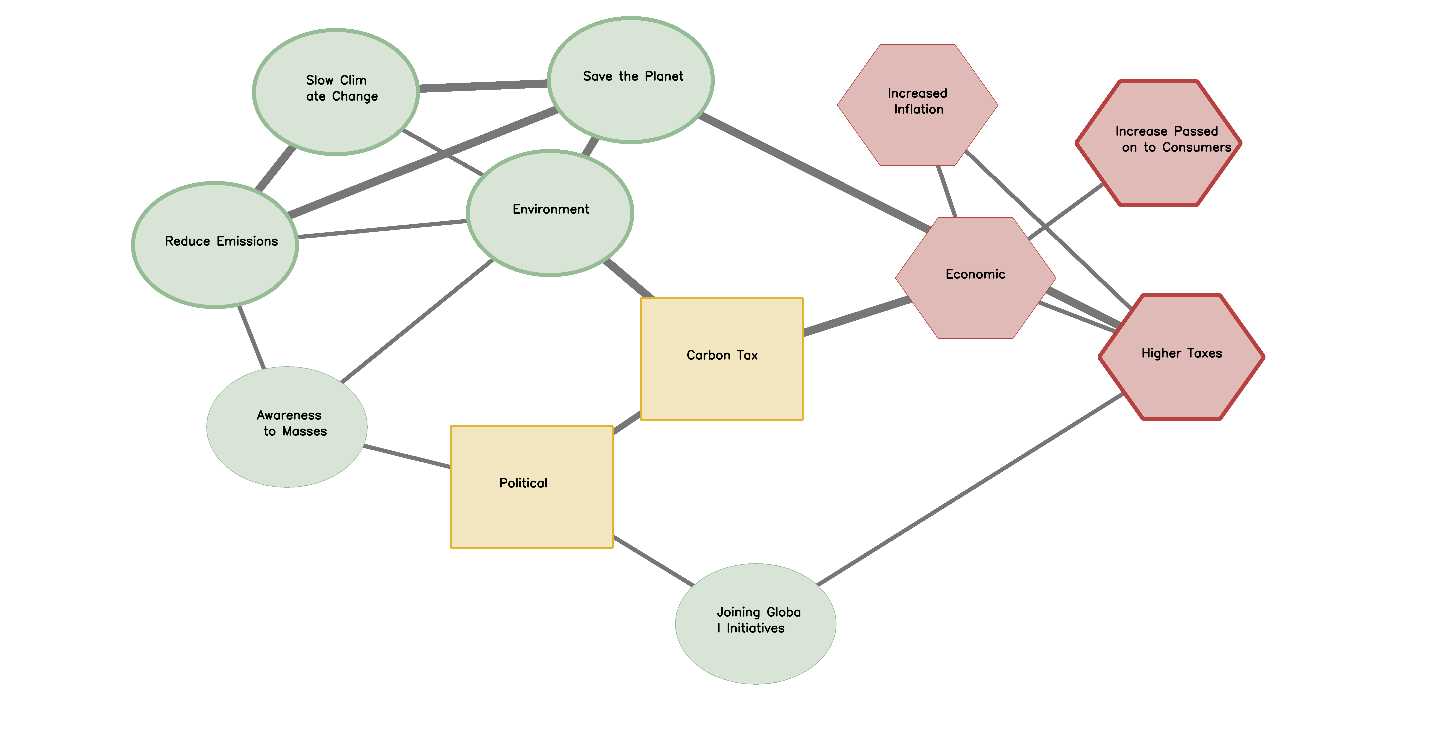 Slow Clim
ate Change
Save the Planet
Increased
Inflation
Increase Passed
on to Consumers
Reduce Emissions
Environment
Economic
Carbon Tax
Higher Taxes
Awareness
to Masses
Political
Joining Globa
l Initiatives